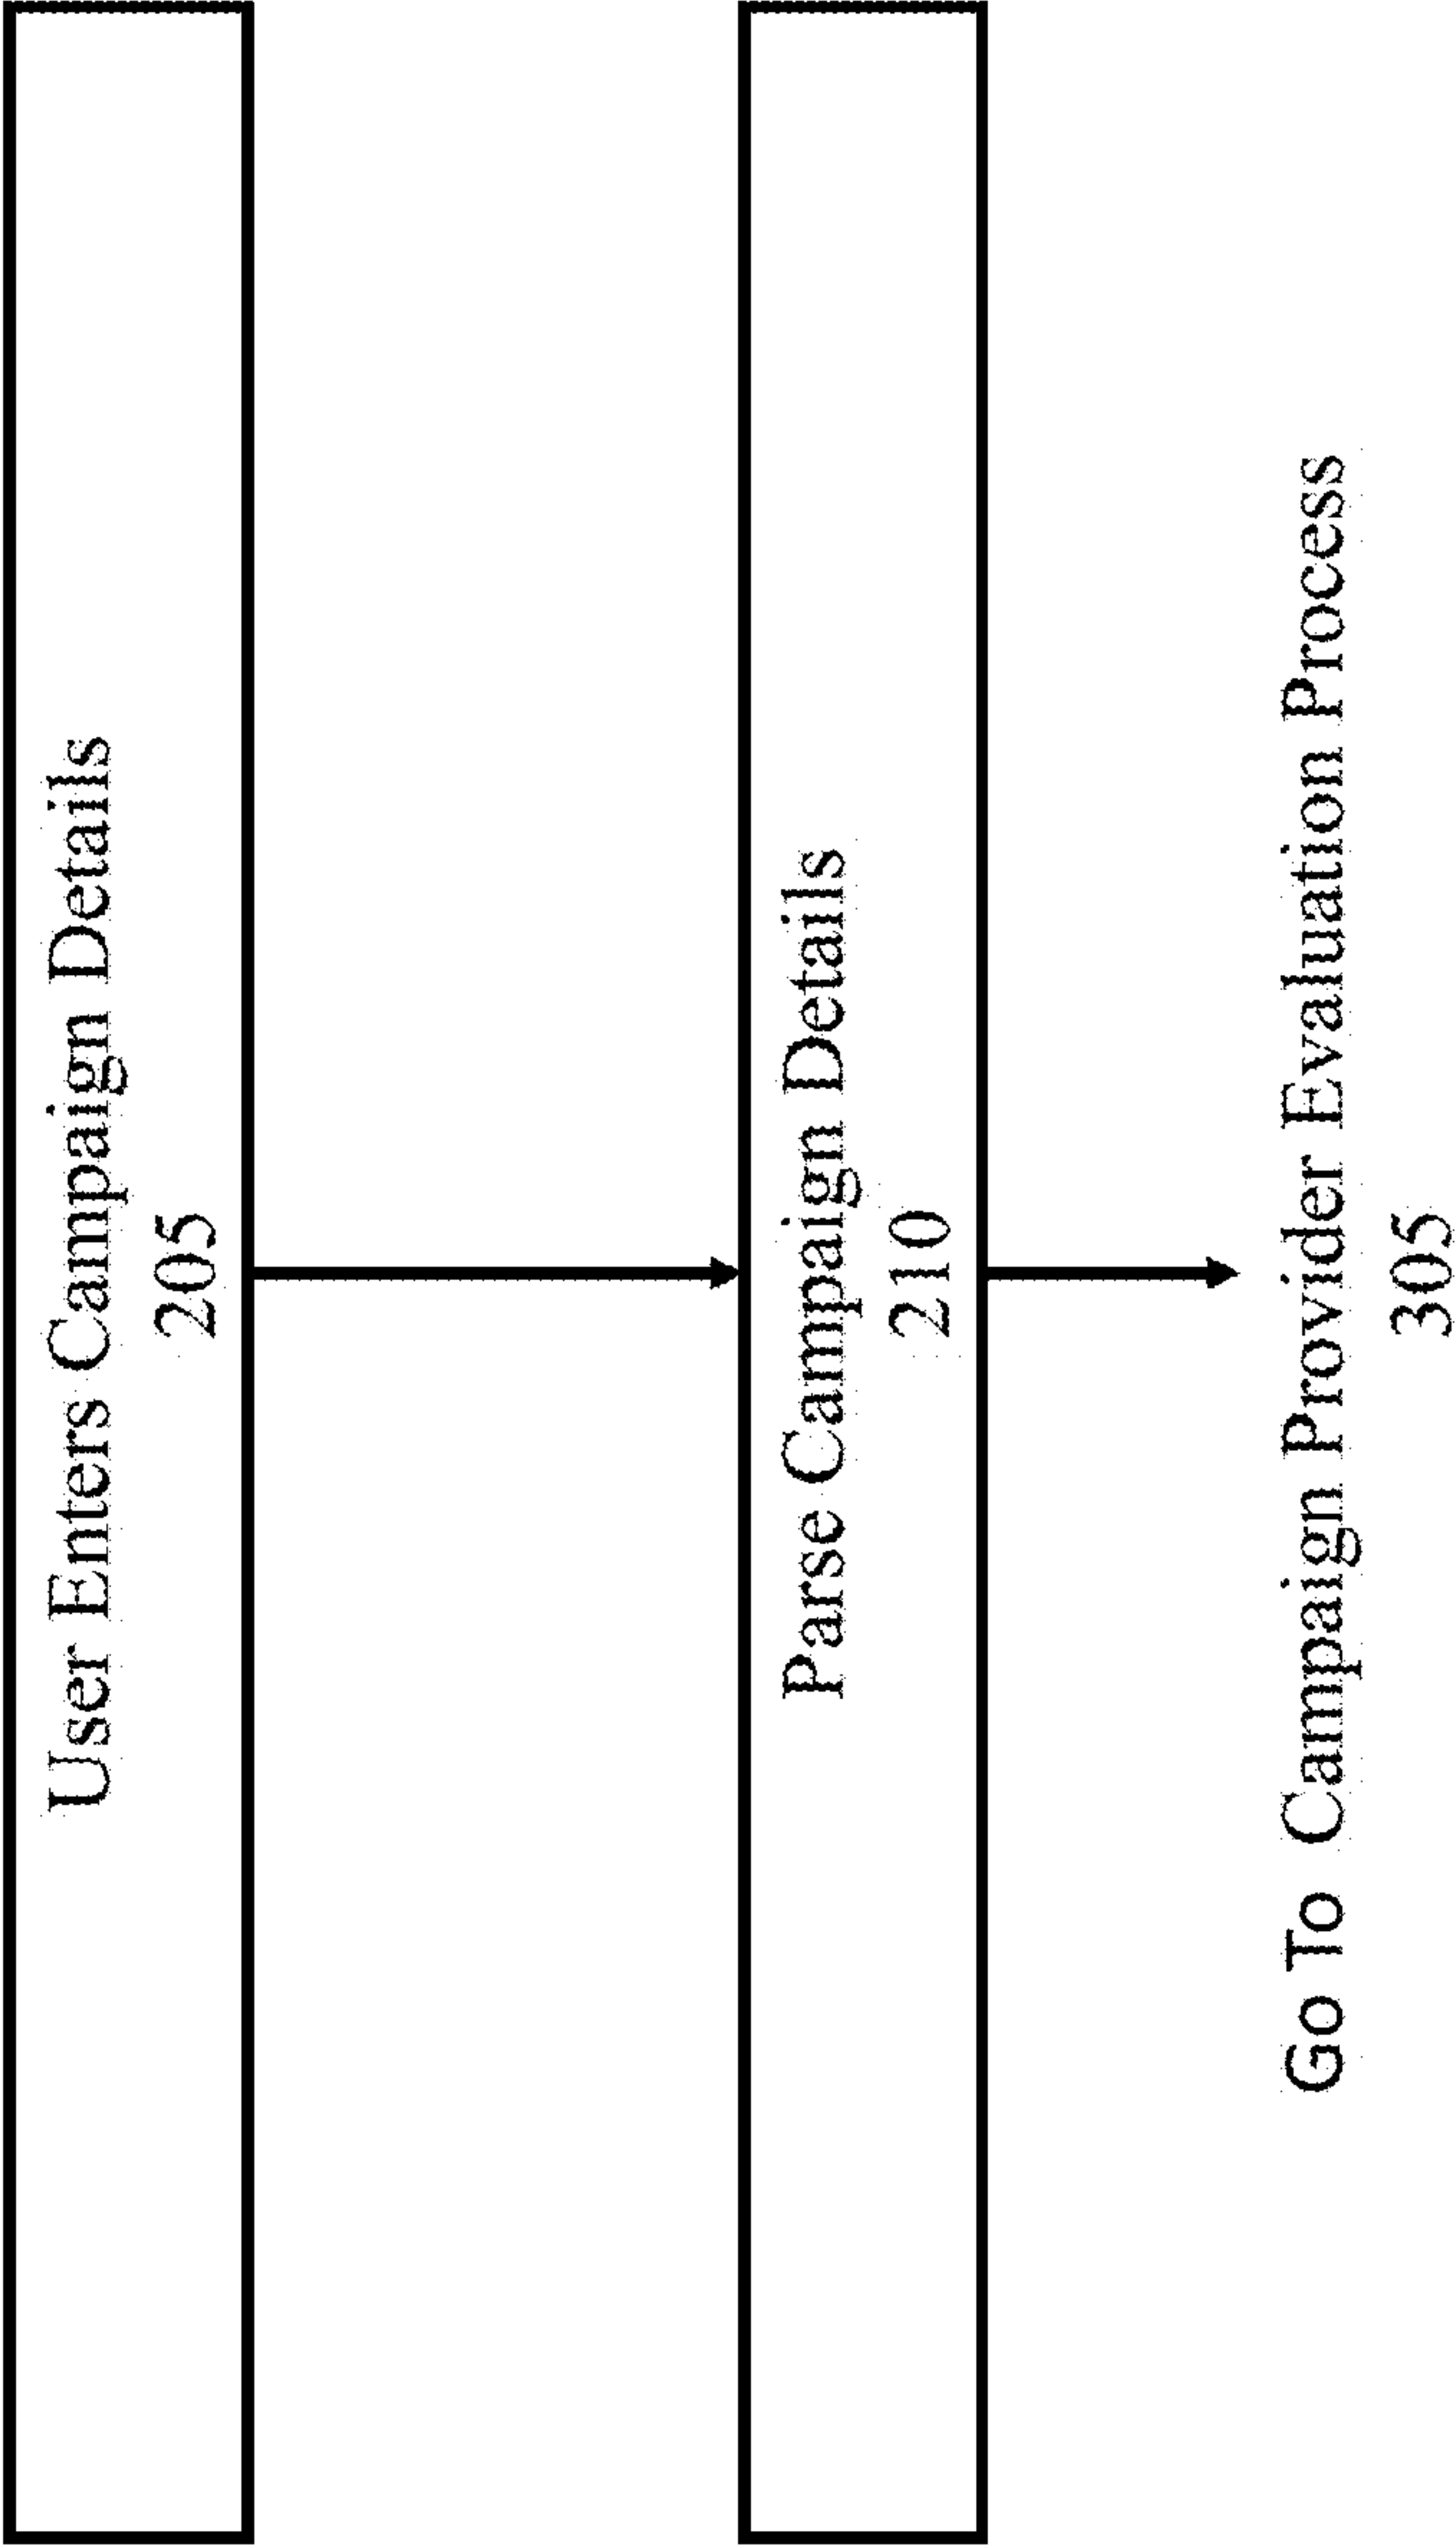 User Enters Campaign Details
205
Parse Campaign Details
210
Go To Campaign Provider Evaluation Process
305